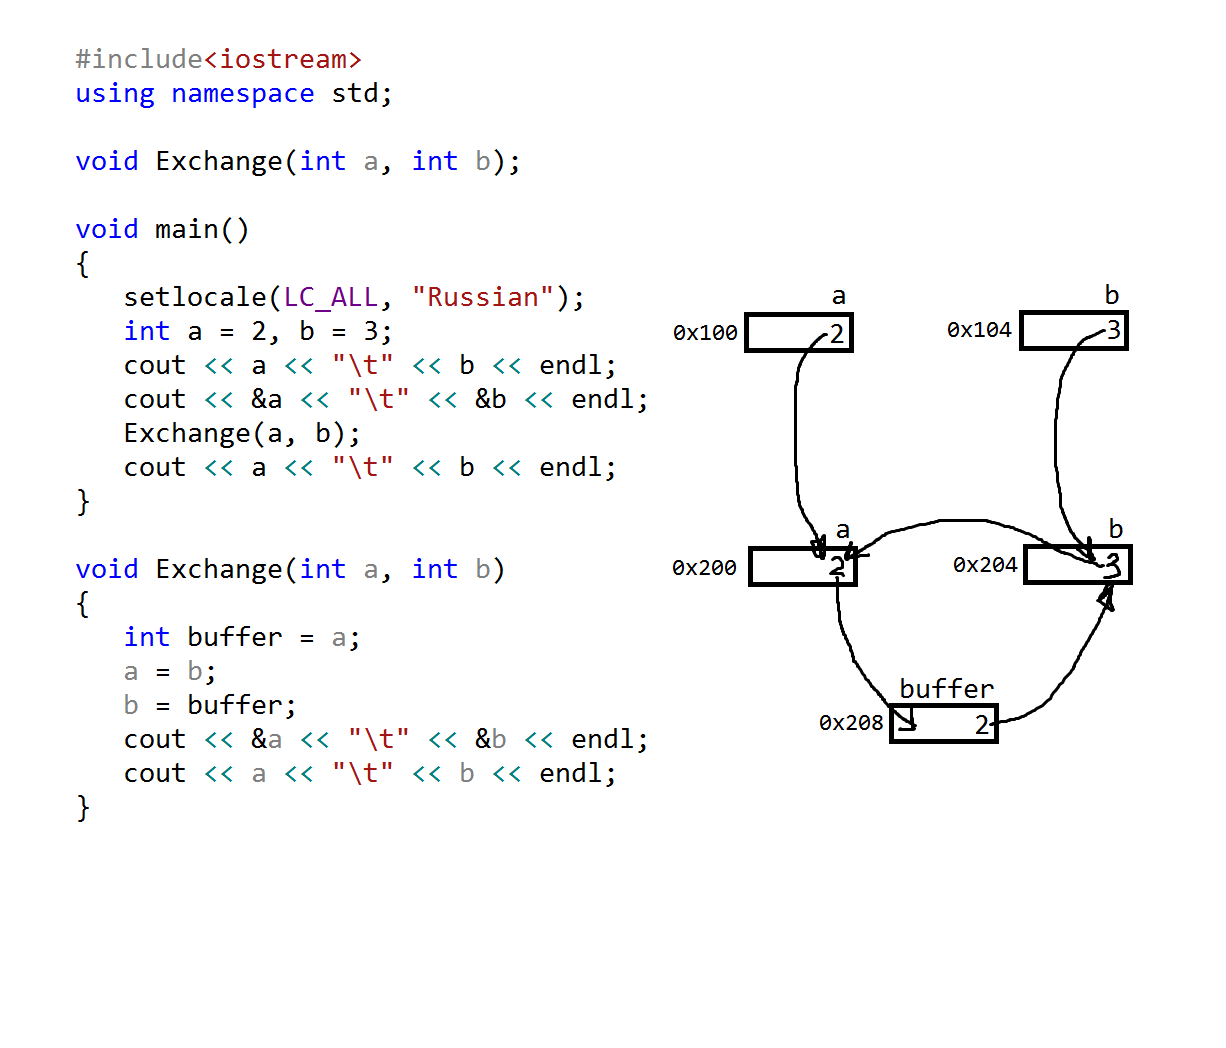 #include<iostream>
using namespace std;
void Exchange(int a, int b);
void main()
{
setlocale(LC_ALL, "Russian");
int a = 2, b = 3;
cout << a << "\t" << b << endl;
cout << &a << "\t" << &b << endl;
Exchange(a, b);
cout << a << "\t" << b << endl;
}
void Exchange(int a, int b)
{
int buffer = a;
a = b;
b = buffer;
cout << &a << "\t" << &b << endl;
cout << a << "\t" << b << endl;
}
a b
0x100 2 0x104 3
a b
0x200 2 0x204 3
buffer
0x208 2